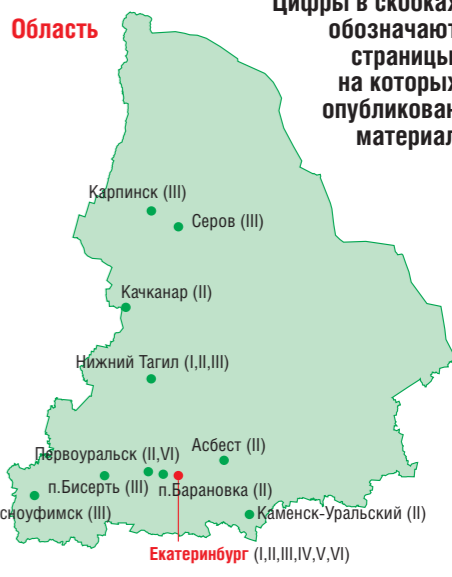 Цифры в скобках
обозначают
страницы,
на которых
опубликован
материал
Область
Карпинск (III)
Серов (III)
Качканар (II)
Нижний Тагил (I,II,III)
Асбест (II)
Первоуральск (II,VI)
п.Бисерть (III)
п.Барановка (II)
сноуфимск (III)
Каменск-Уральский (II)
Екатеринбург (I,II,III,IV,V,VI)